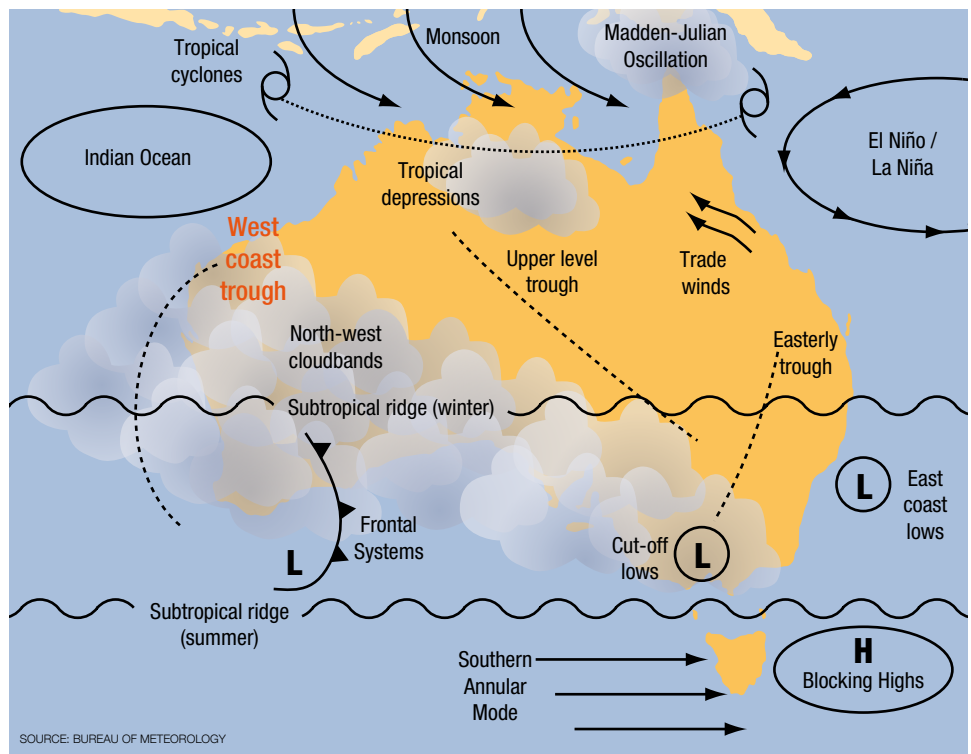 Tropical
cyclones
Monsoon
Madden-Julian
Oscillation
Indian Ocean
El Niño /
La Niña
Tropical
depressions
West
coast
trough
Upper level
trough
Trade
winds
North-west
cloudbands
Easterly
trough
Subtropical ridge (winter)
L
East
coast
lows
Frontal
Systems
L
Cut-off
lows
L
Subtropical ridge
(summer)
Southern
Annular
Mode
H
Blocking Highs
SOURCE: BUREAU OF METEOROLOGY